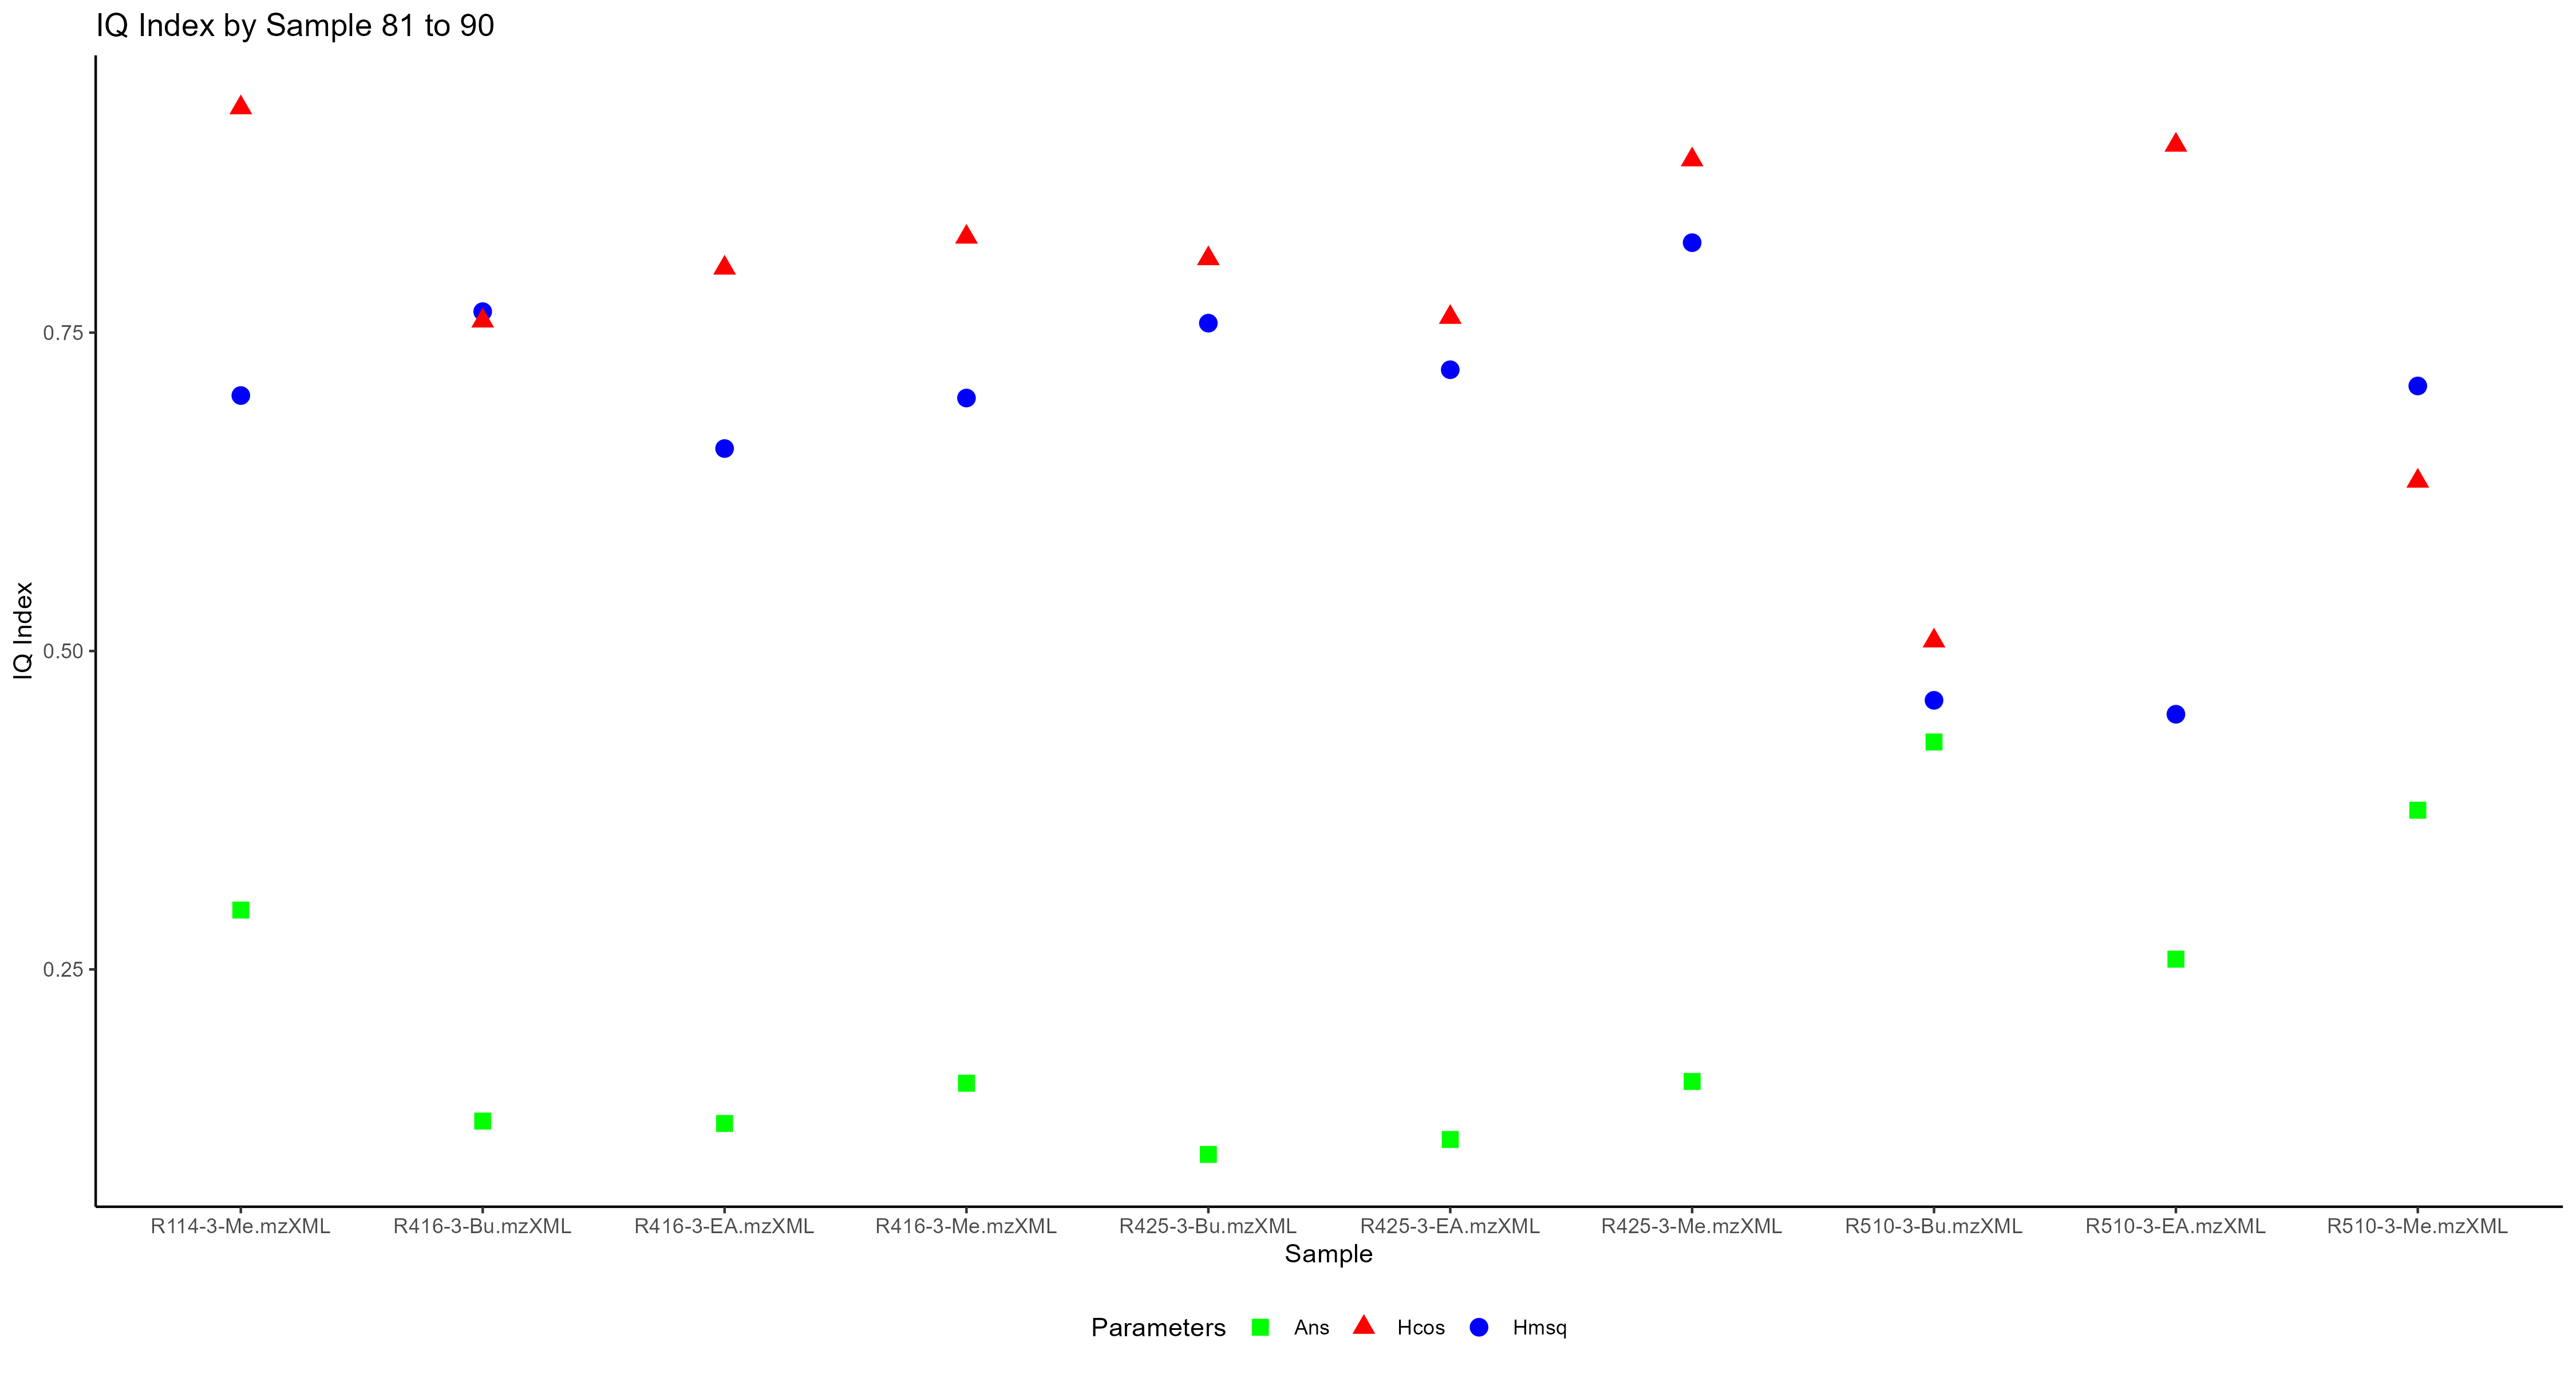 IQ Index by Sample 81 to 90
IQ Index
0.75
0.50
0.25
R114-3-Me.mzXML R416-3-Bu.mzXML R416-3-EA.mzXML R416-3-Me.mzXML R425-3-Bu.mzXML R425-3-EA.mzXML R425-3-Me.mzXML R510-3-Bu.mzXML R510-3-EA.mzXML R510-3-Me.mzXML
Sample
Parameters Ans Hcos Hmsq